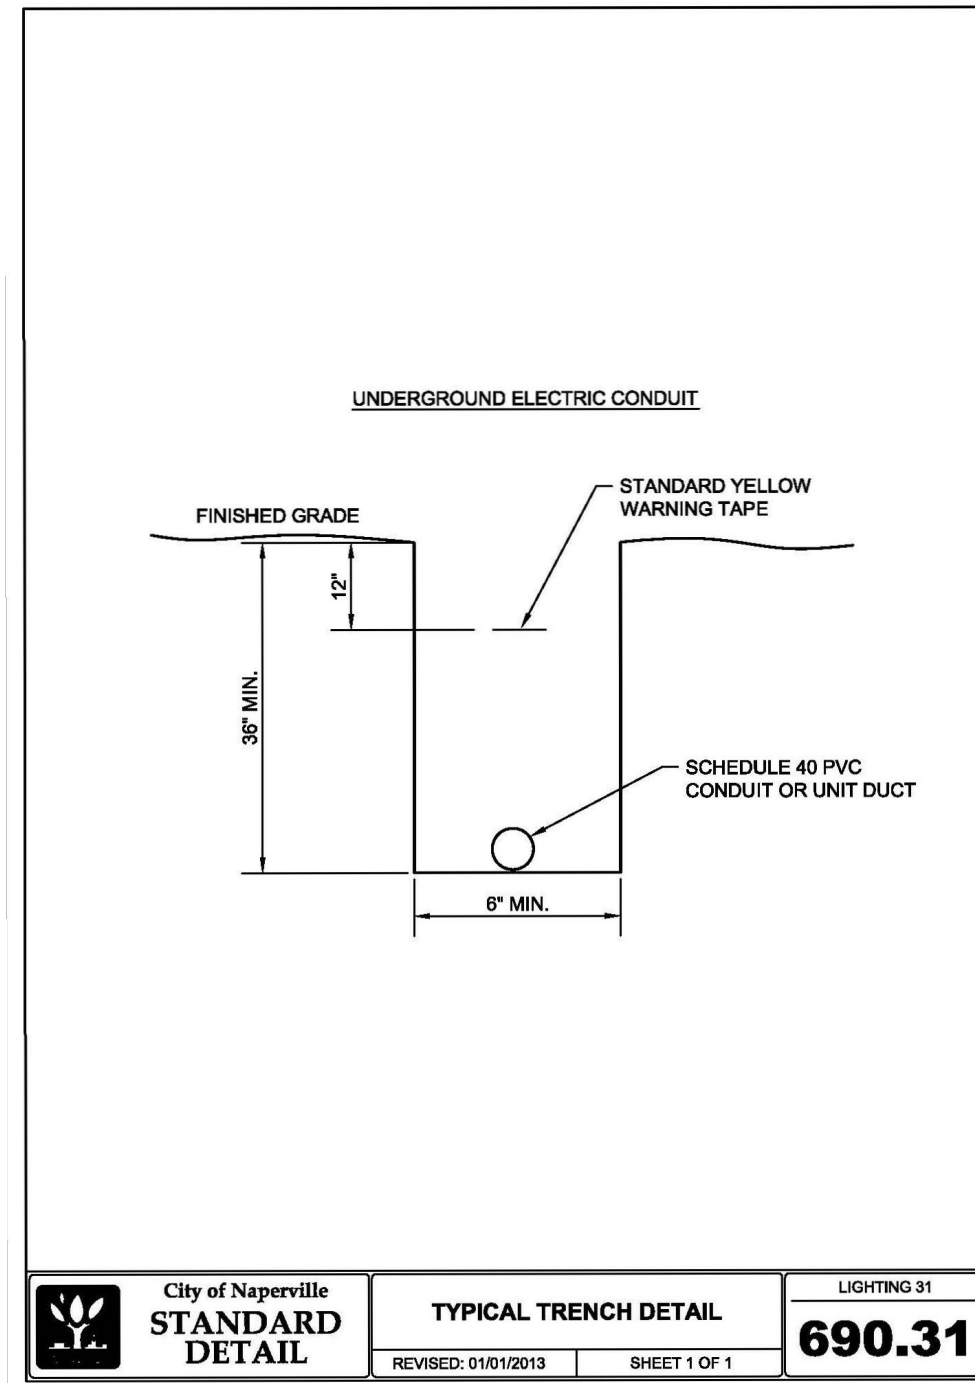 UNDERGROUND ELECTRIC CONDUIT
STANDARD YELLOW
WARNING TAPE
FINISHED GRADE
12"
36" MIN.
SCHEDULE 40 PVC
CONDUIT OR UNIT DUCT
6" MIN.
City of Naperville
STANDARD
DETAIL
TYPICAL TRENCH DETAIL
REVISED: 01/01/2013
SHEET 1 OF 1
LIGHTING 31
690.31